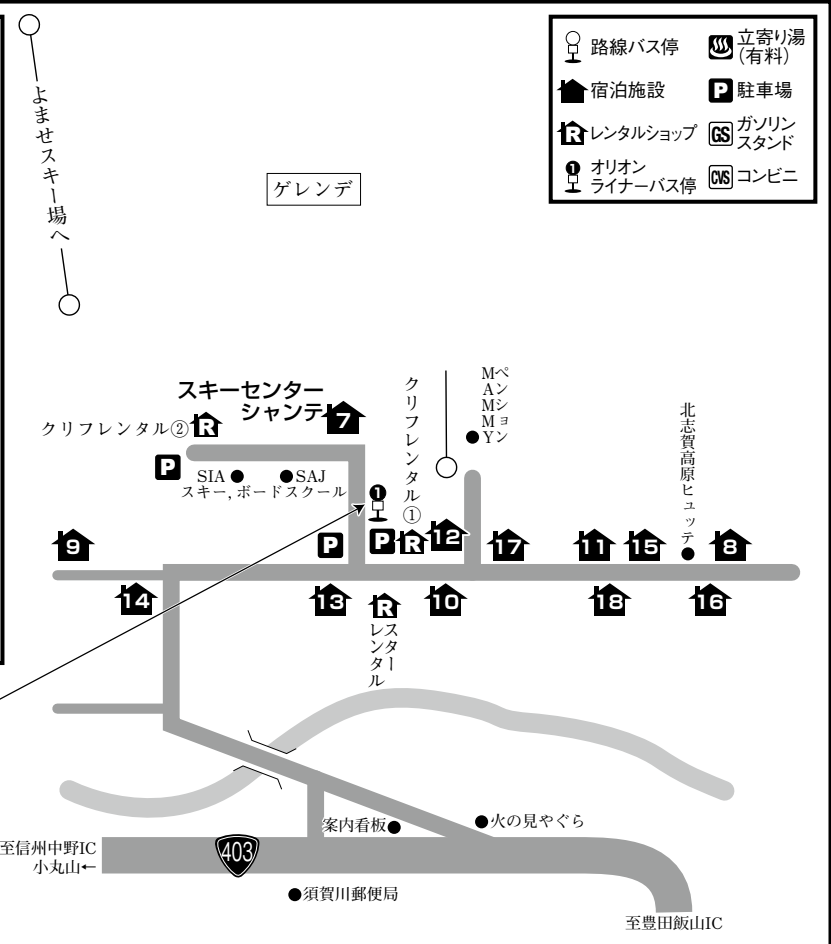 よませスキー場へ
ゲレンデ
路線バス停
立寄り湯
(有料)
宿泊施設
P
駐車場
R
レンタルショップ
GS
ガソリン
スタンド
1
オリオン
ライナーバス停
CVS
コンビニ
スキーセンター
シャンテ
7
クリフレンタル②
R
P
SIA
SAJ
スキー,ボードスクール
1
クリフレンタル①
ペンション
MAMMY
北志賀高原ヒュッテ
9
P
P
R
12
17
11
15
8
14
13
R
10
18
16
スター
レンタル
案内看板
火の見やぐら
至信州中野IC
小丸山←
403
須賀川郵便局
至豊田飯山IC